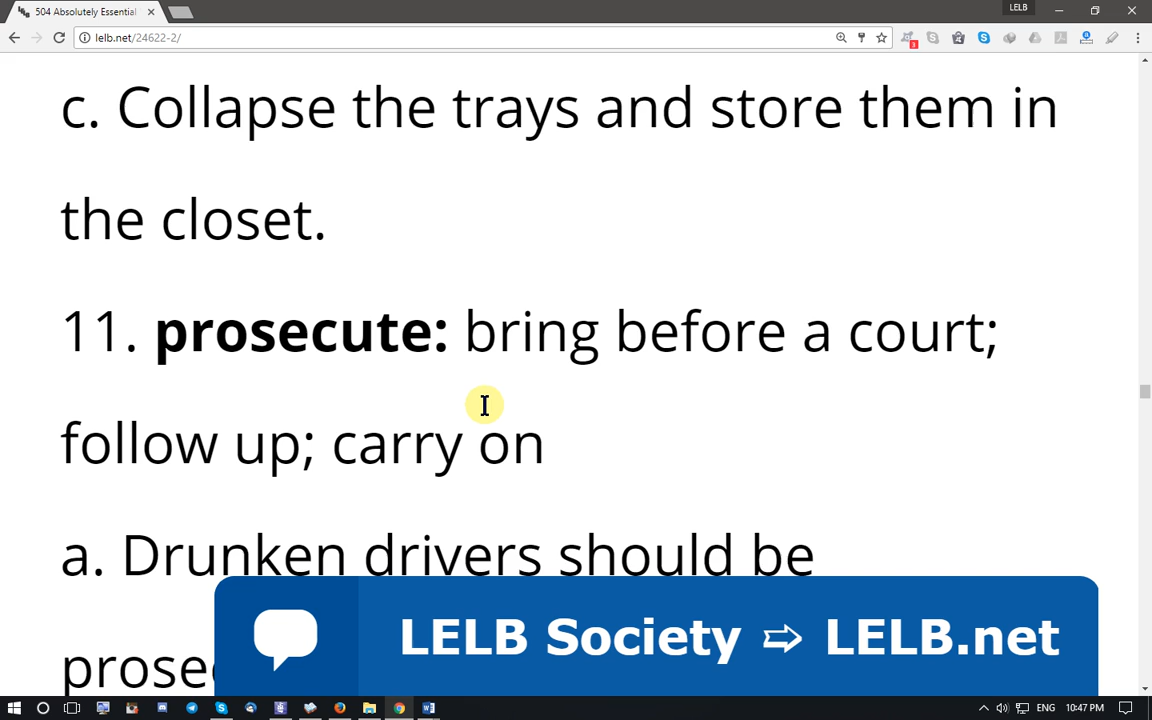 504 Absolutely Essential
LELB
lelb.net/24622-2/
c. Collapse the trays and store them in
the closet.
11. prosecute: bring before a court;
follow up; carry on
a. Drunken drivers should be
LELB Society ⇨ LELB.net
ENG 10:47 PM